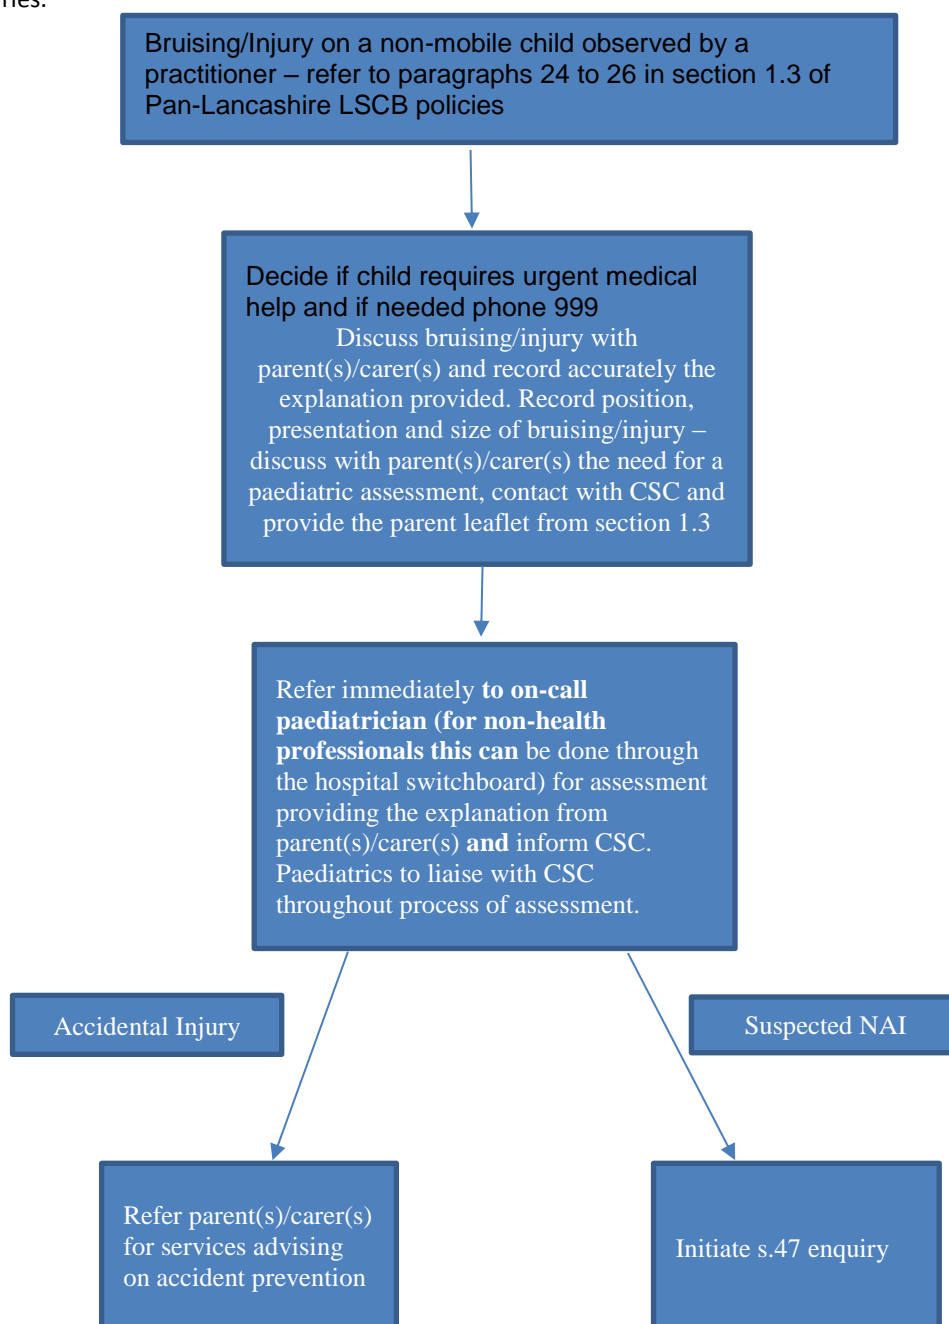 ries.
Bruising/Injury on a non-mobile child observed by a
practitioner – refer to paragraphs 24 to 26 in section 1.3 of
Pan-Lancashire LSCB policies
Decide if child requires urgent medical
help and if needed phone 999
Discuss bruising/injury with
parent(s)/carer(s) and record accurately the
explanation provided. Record position,
presentation and size of bruising/injury –
discuss with parent(s)/carer(s) the need for a
paediatric assessment, contact with CSC and
provide the parent leaflet from section 1.3
Refer immediately to on-call
paediatrician (for non-health
professionals this can be done through
the hospital switchboard) for assessment
providing the explanation from
parent(s)/carer(s) and inform CSC.
Paediatrics to liaise with CSC
throughout process of assessment.
Accidental Injury
Suspected NAI
Refer parent(s)/carer(s)
for services advising
on accident prevention
Initiate s.47 enquiry